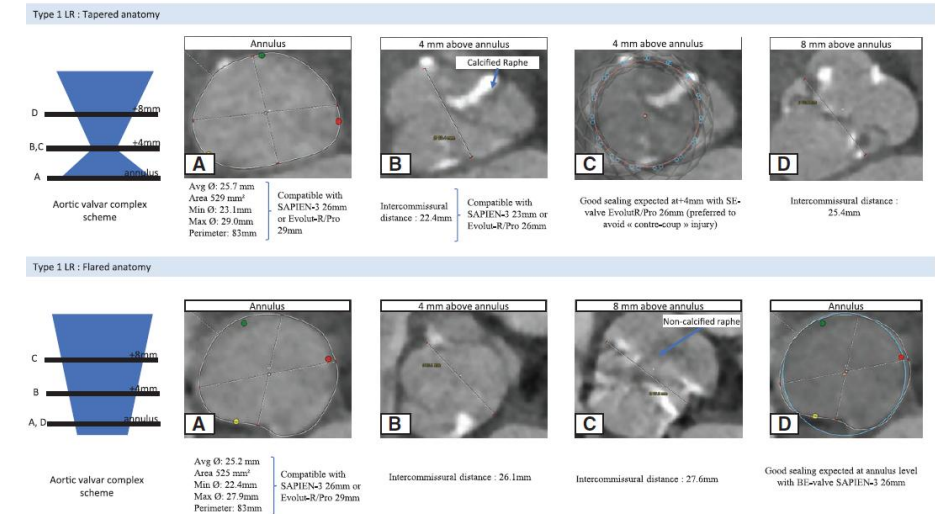 Type 1 LR : Tapered anatomy
Annulus
4 mm above annulus
4 mm above annulus
8 mm above annulus
Calcified Raphe
D
+8mm
B,C
+4mm
A
annulus
A
B
C
D
Aortic valvar complex
scheme
Avg Ø: 25.7 mm
Area 529 mm²
Min Ø: 23.1mm
Max Ø: 29.0mm
Perimeter: 83mm
Compatible with
SAPIEN-3 26mm
or Evolut-R/Pro
29mm
Intercommissural
distance : 22.4mm
Compatible with
SAPIEN-3 23mm or
Evolut-R/Pro 26mm
Good sealing expected at+4mm with SE-
valve EvolutR/Pro 26mm (preferred to
avoid « contre-coup » injury)
Intercommissural distance :
25.4mm
Type 1 LR : Flared anatomy
Annulus
4 mm above annulus
8 mm above annulus
Annulus
Non-calcified raphe
C
+8mm
B
+4mm
A, D
annulus
A
B
C
D
Aortic valvar complex
scheme
Avg Ø: 25.2 mm
Area 525 mm²
Min Ø: 22.4mm
Max Ø: 27.9mm
Perimeter: 83mm
Compatible with
SAPIEN-3 26mm or
Evolut-R/Pro 29mm
Intercommissural distance : 26.1mm
Intercommissural distance : 27.6mm
Good sealing expected at annulus level
with BE-valve SAPIEN-3 26mm